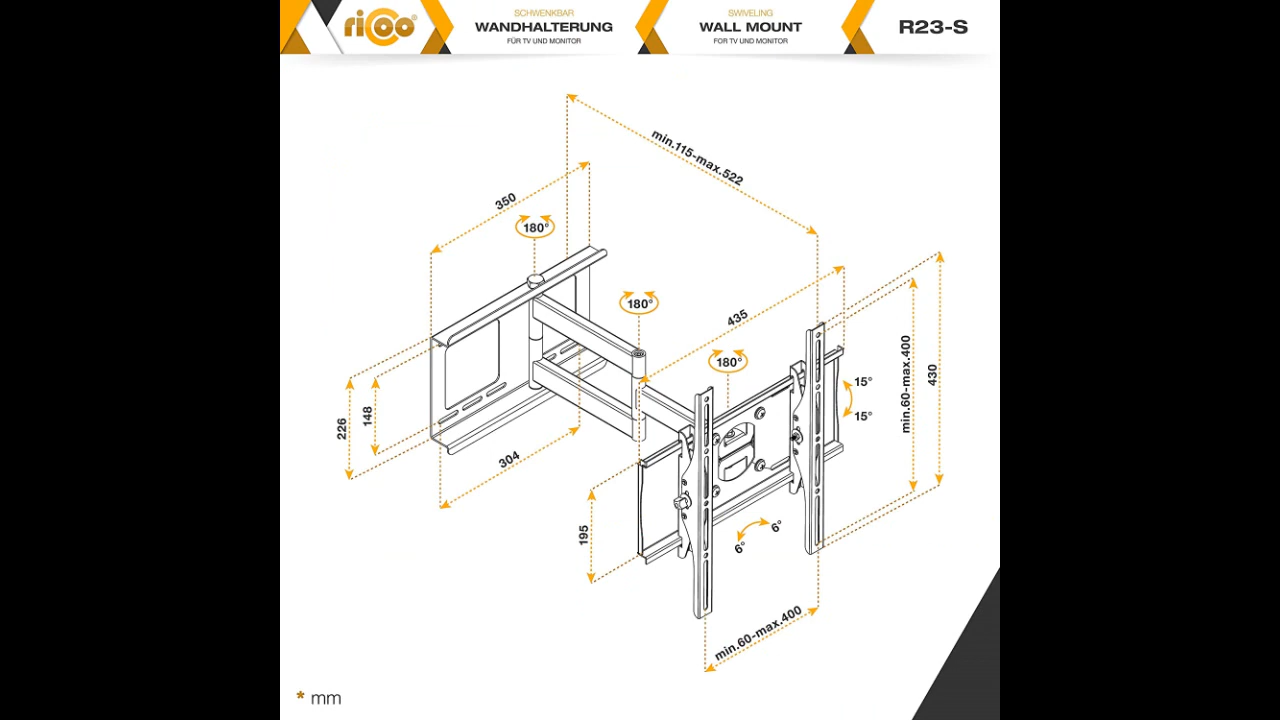 ricoo
SCHWENKBAR
WANDHALTERUNG
FÜR TV UND MONITOR
SWIVELING
WALL MOUNT
FOR TV UND MONITOR
R23-S
min.115-max.522
350
180°
180°
435
180°
15°
15°
min.60-max.400
430
226
148
304
195
6°
6°
min.60-max.400
* mm